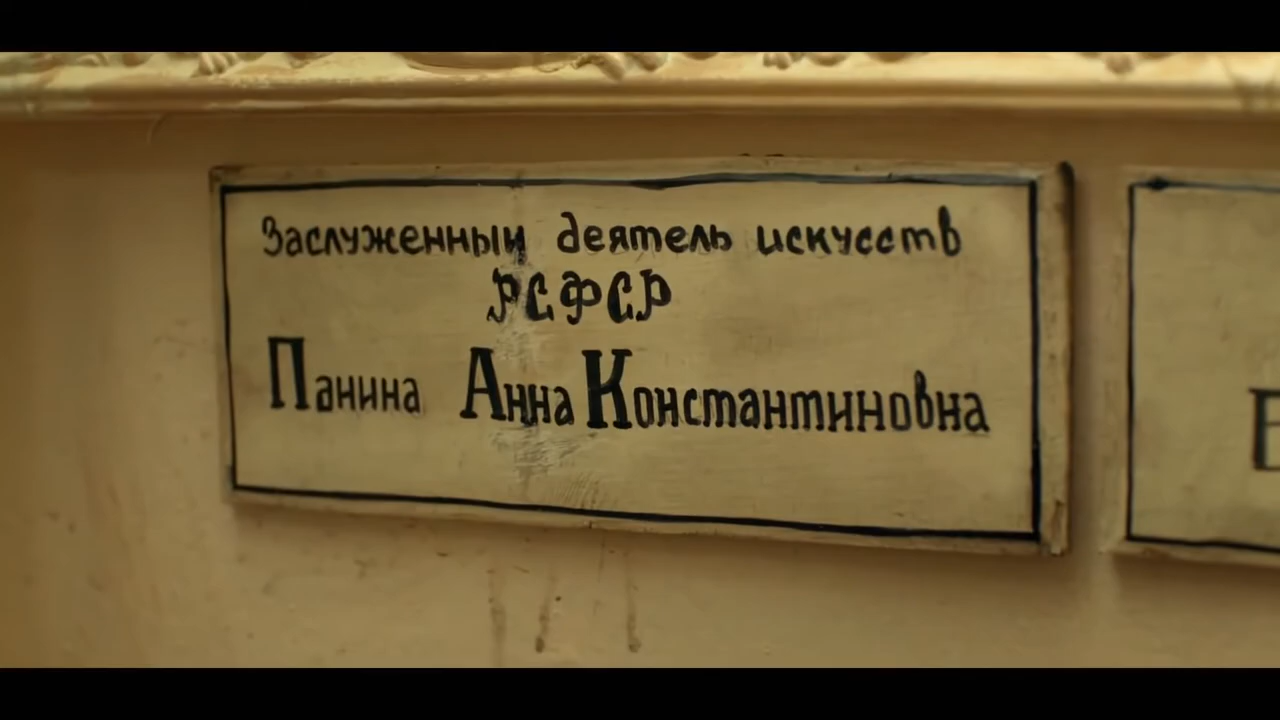 Заслуженный деятель искусств
РСФСР
Панина Анна Константиновна